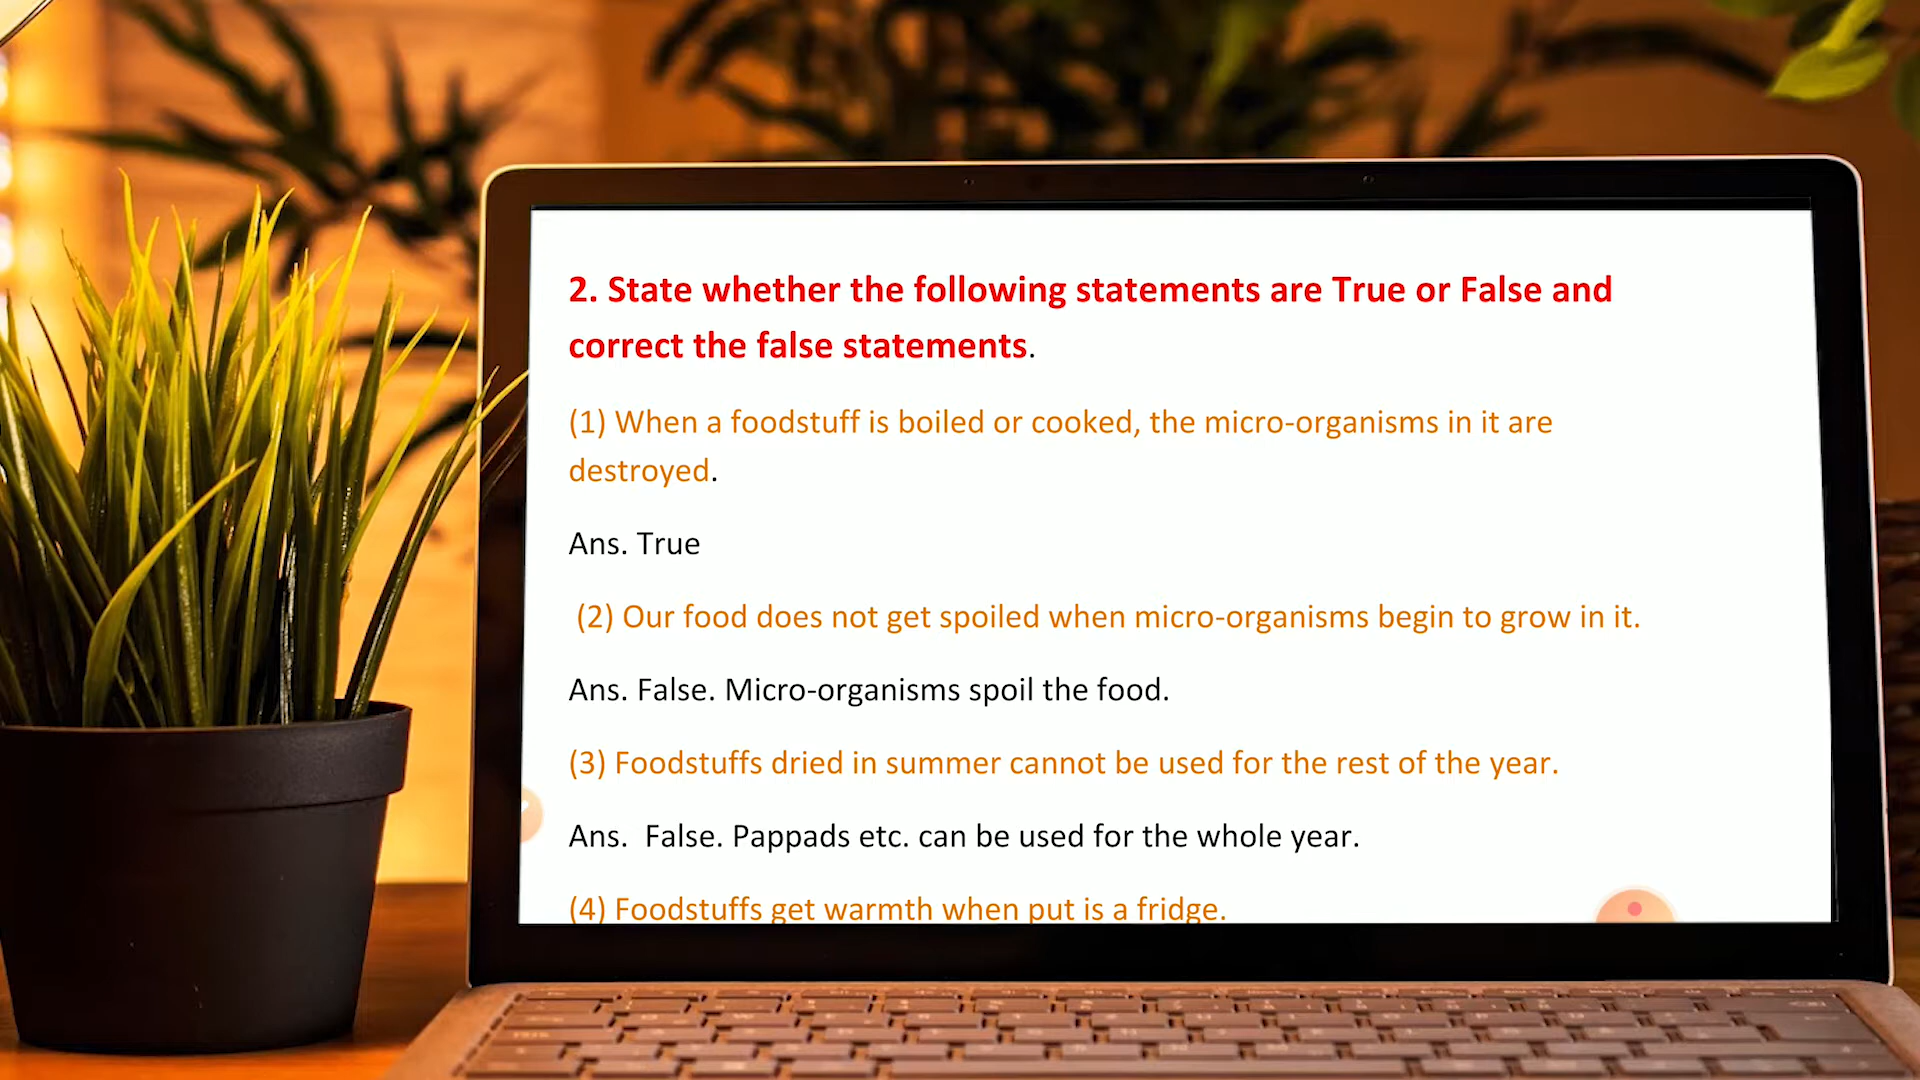 2. State whether the following statements are True or False and
correct the false statements.
(1) When a foodstuff is boiled or cooked, the micro-organisms in it are
destroyed.
Ans. True
(2) Our food does not get spoiled when micro-organisms begin to grow in it.
Ans. False. Micro-organisms spoil the food.
(3) Foodstuffs dried in summer cannot be used for the rest of the year.
Ans.  False. Pappads etc. can be used for the whole year.
(4) Foodstuffs get warmth when put is a fridge.